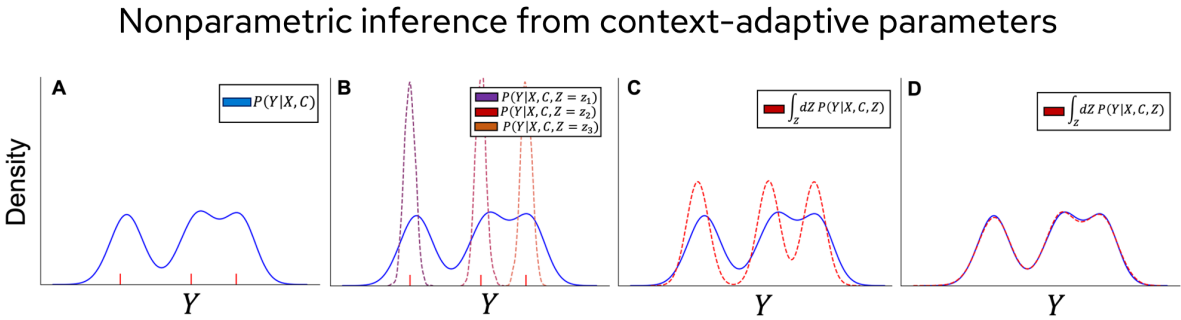 Nonparametric inference from context-adaptive parameters
Density
A
P(Y|X, C)
Y
B
P(Y|X, C, Z = z₁)
P(Y|X, C, Z = z₂)
P(Y|X, C, Z = z₃)
Y
C
∫_Z dZ P(Y|X, C, Z)
Y
D
∫_Z dZ P(Y|X, C, Z)
Y